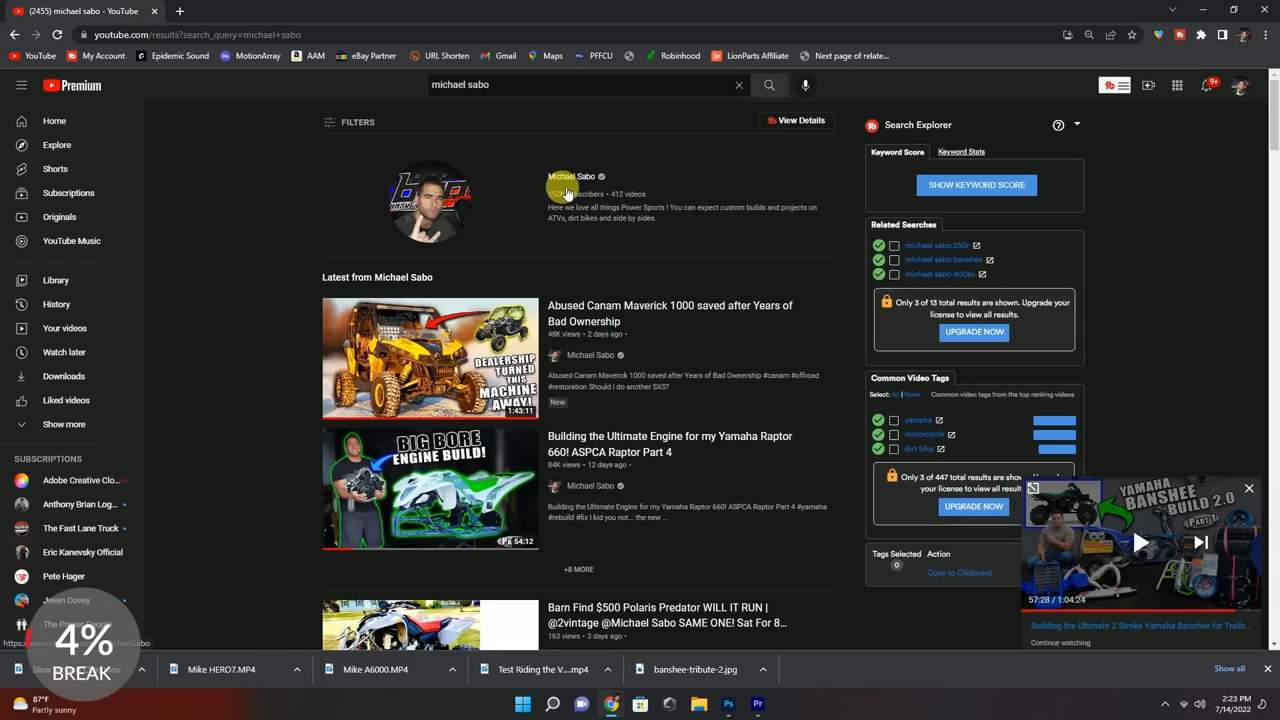 (2455) michael sabo - YouTube
youtube.com/results?search_query=michael+sabo
YouTube
My Account
Epidemic Sound
MotionArray
AAM
eBay Partner
URL Shorten
Gmail
Maps
PFFCU
Robinhood
LionParts Affiliate
Next page of relate...
Premium
michael sabo
9+
Home
Explore
Shorts
Subscriptions
Originals
YouTube Music
Library
History
Your videos
Watch later
Downloads
Liked videos
Show more
SUBSCRIPTIONS
Adobe Creative Clo...
Anthony Brian Log...
The Fast Lane Truck
Eric Kanevsky Official
Pete Hager
Jeven Dovey
4%
BREAK
FILTERS
View Details
Michael Sabo
412 videos
Here we love all things Power Sports ! You can expect custom builds and projects on
ATVs, dirt bikes and side by sides.
Latest from Michael Sabo
DEALERSHIP
TURNED
THIS
MACHINE
AWAY!
1:43:11
Abused Canam Maverick 1000 saved after Years of
Bad Ownership
48K views • 2 days ago •
Michael Sabo
Abused Canam Maverick 1000 saved after Years of Bad Ownership #canam #offroad
#restoration Should I do another SXS?
New
BIG BORE
ENGINE BUILD!
54:12
Building the Ultimate Engine for my Yamaha Raptor
660! ASPCA Raptor Part 4
84K views • 12 days ago •
Michael Sabo
Building the Ultimate Engine for my Yamaha Raptor 660! ASPCA Raptor Part 4 #yamaha
#rebuild #fix I kid you not... the new ...
+8 MORE
Barn Find $500 Polaris Predator WILL IT RUN |
@2vintage @Michael Sabo SAME ONE! Sat For 8...
163 views • 3 days ago •
Search Explorer
Keyword Score
Keyword Stats
SHOW KEYWORD SCORE
Related Searches
michael sabo 250r
michael sabo banshee
michael sabo 400ex
Only 3 of 13 total results are shown. Upgrade your
license to view all results.
UPGRADE NOW
Common Video Tags
Select: All | None Common video tags from the top ranking videos
yamaha
motorcycle
dirt bike
Only 3 of 447 total results are shown.
your license to view all resu
UPGRADE NOW
Tags Selected Action
0
Copy to Clipboard
YAMAHA
BANSHEE
BUILD 2.0
PART 1
57:28 / 1:04:24
Building the Ultimate 2 Stroke Yamaha Banshee for Trails...
Continue watching
Mike HERO7.MP4
Mike A6000.MP4
Test Riding the V....mp4
banshee-tribute-2.jpg
Show all
87°F
Partly sunny
2:23 PM
7/14/2022